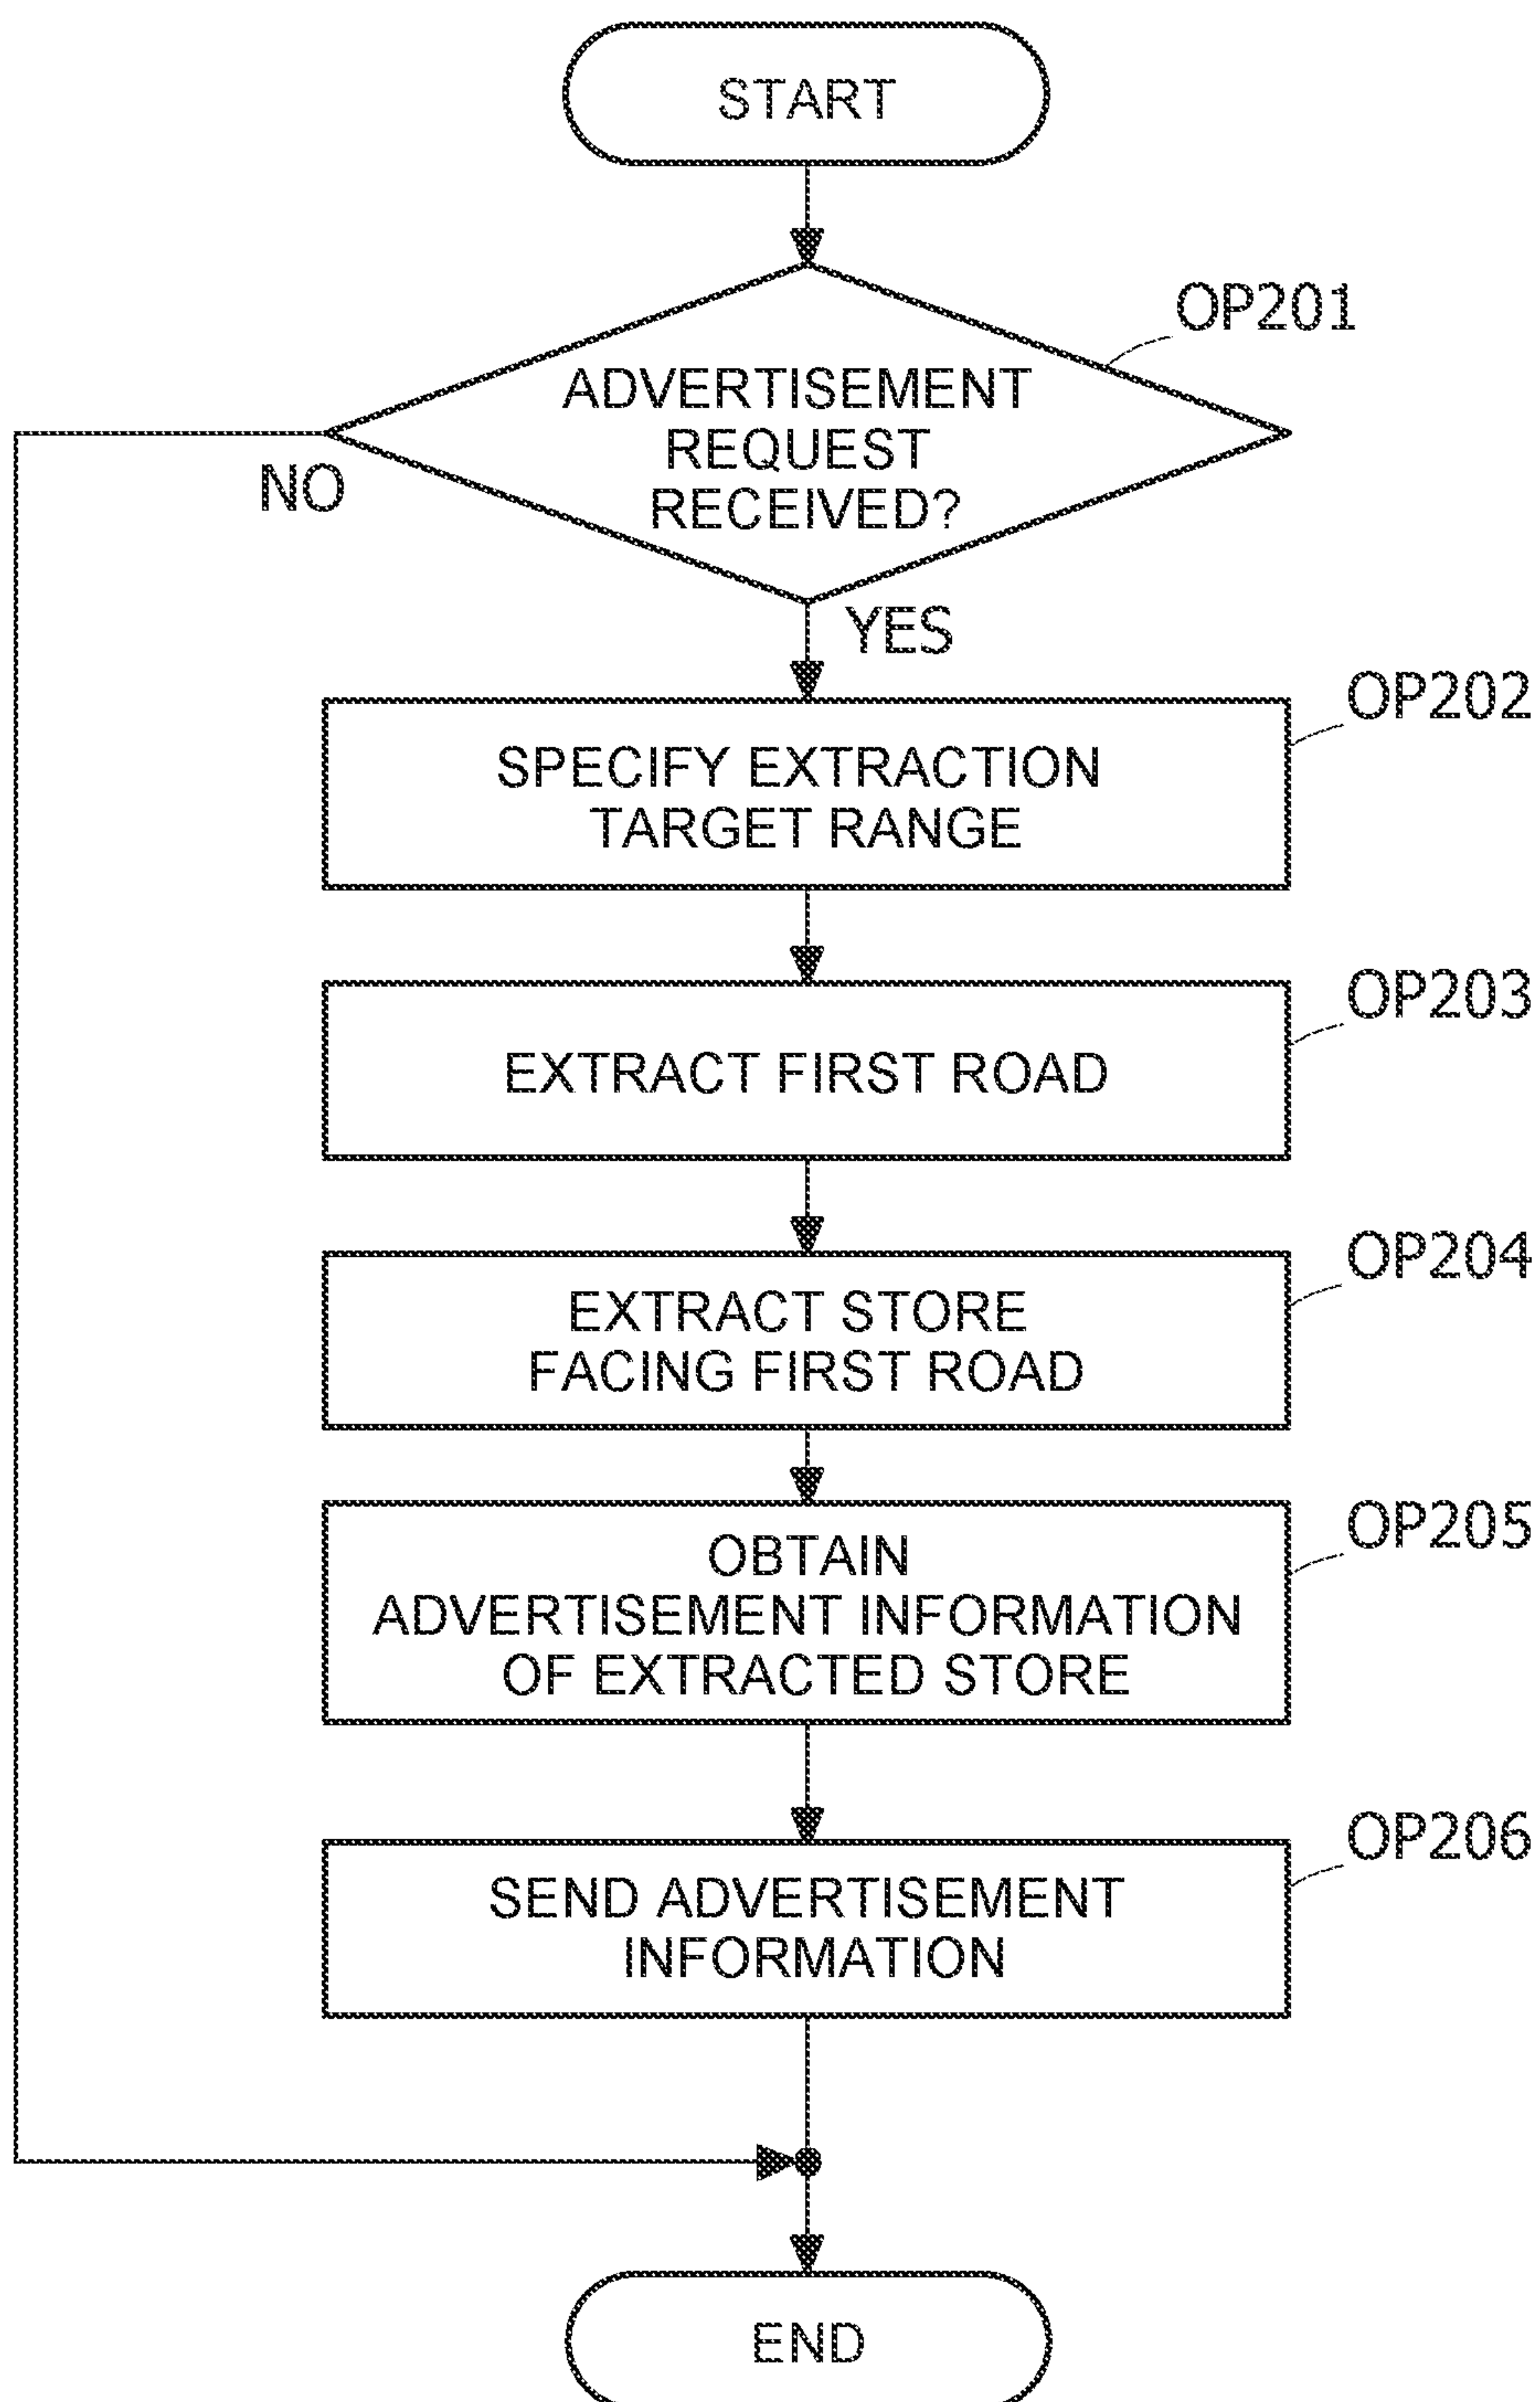 START
OP201
ADVERTISEMENT
REQUEST
RECEIVED?
NO
YES
OP202
SPECIFY EXTRACTION
TARGET RANGE
OP203
EXTRACT FIRST ROAD
OP204
EXTRACT STORE
FACING FIRST ROAD
OP205
OBTAIN
ADVERTISEMENT INFORMATION
OF EXTRACTED STORE
OP206
SEND ADVERTISEMENT
INFORMATION
END